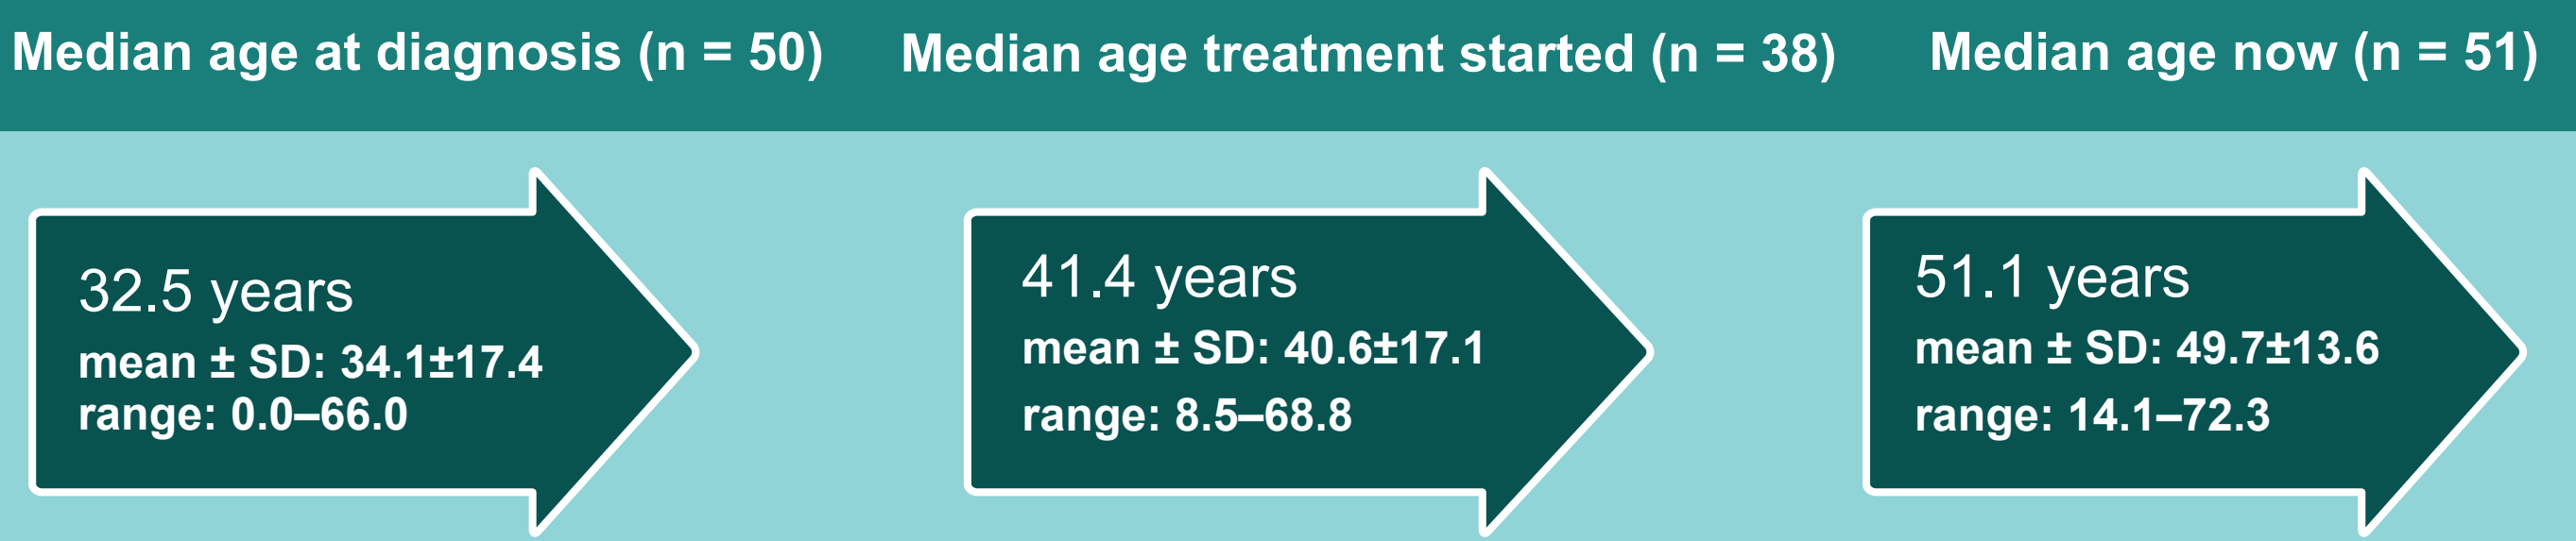 Median age at diagnosis (n = 50)
Median age treatment started (n = 38)
Median age now (n = 51)
32.5 years
mean ± SD: 34.1±17.4
range: 0.0–66.0
41.4 years
mean ± SD: 40.6±17.1
range: 8.5–68.8
51.1 years
mean ± SD: 49.7±13.6
range: 14.1–72.3